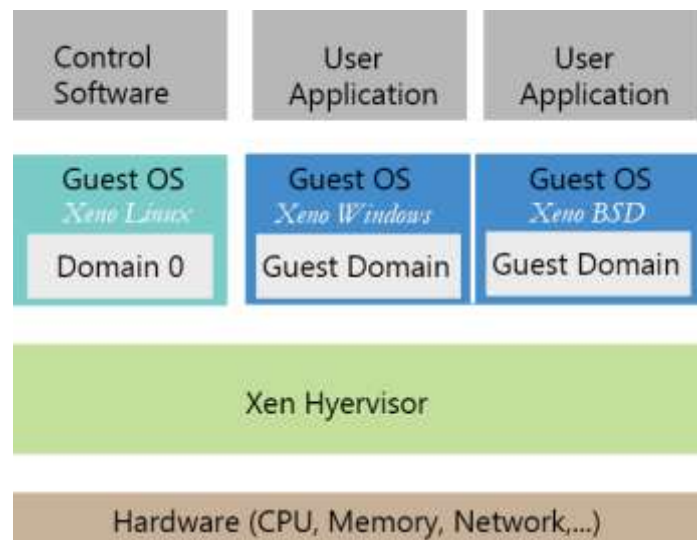 Control
Software
User
Application
User
Application
Guest OS
Xeno Linux
Domain 0
Guest OS
Xeno Windows
Guest Domain
Guest OS
Xeno BSD
Guest Domain
Xen Hyervisor
Hardware (CPU, Memory, Network,...)